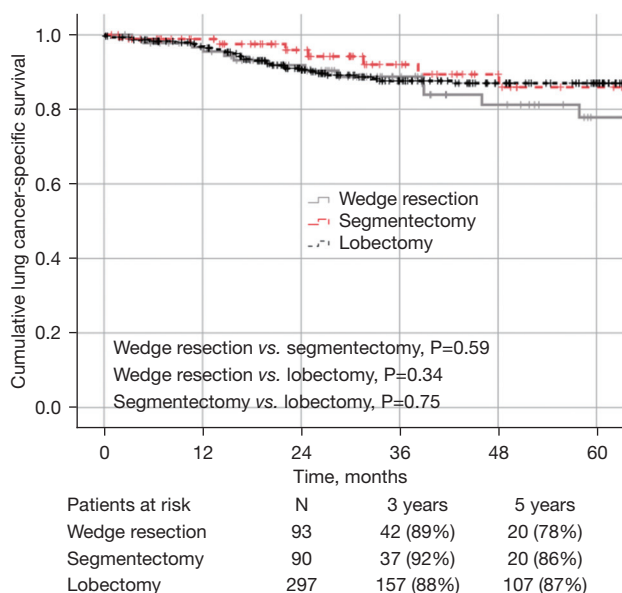 Cumulative lung cancer-specific survival
1.0
0.8
0.6
0.4
0.2
0.0
Wedge resection
Segmentectomy
Lobectomy
Wedge resection vs. segmentectomy, P=0.59
Wedge resection vs. lobectomy, P=0.34
Segmentectomy vs. lobectomy, P=0.75
0 12 24 36 48 60
Time, months
Patients at risk N 3 years 5 years
Wedge resection 93 42 (89%) 20 (78%)
Segmentectomy 90 37 (92%) 20 (86%)
Lobectomy 297 157 (88%) 107 (87%)